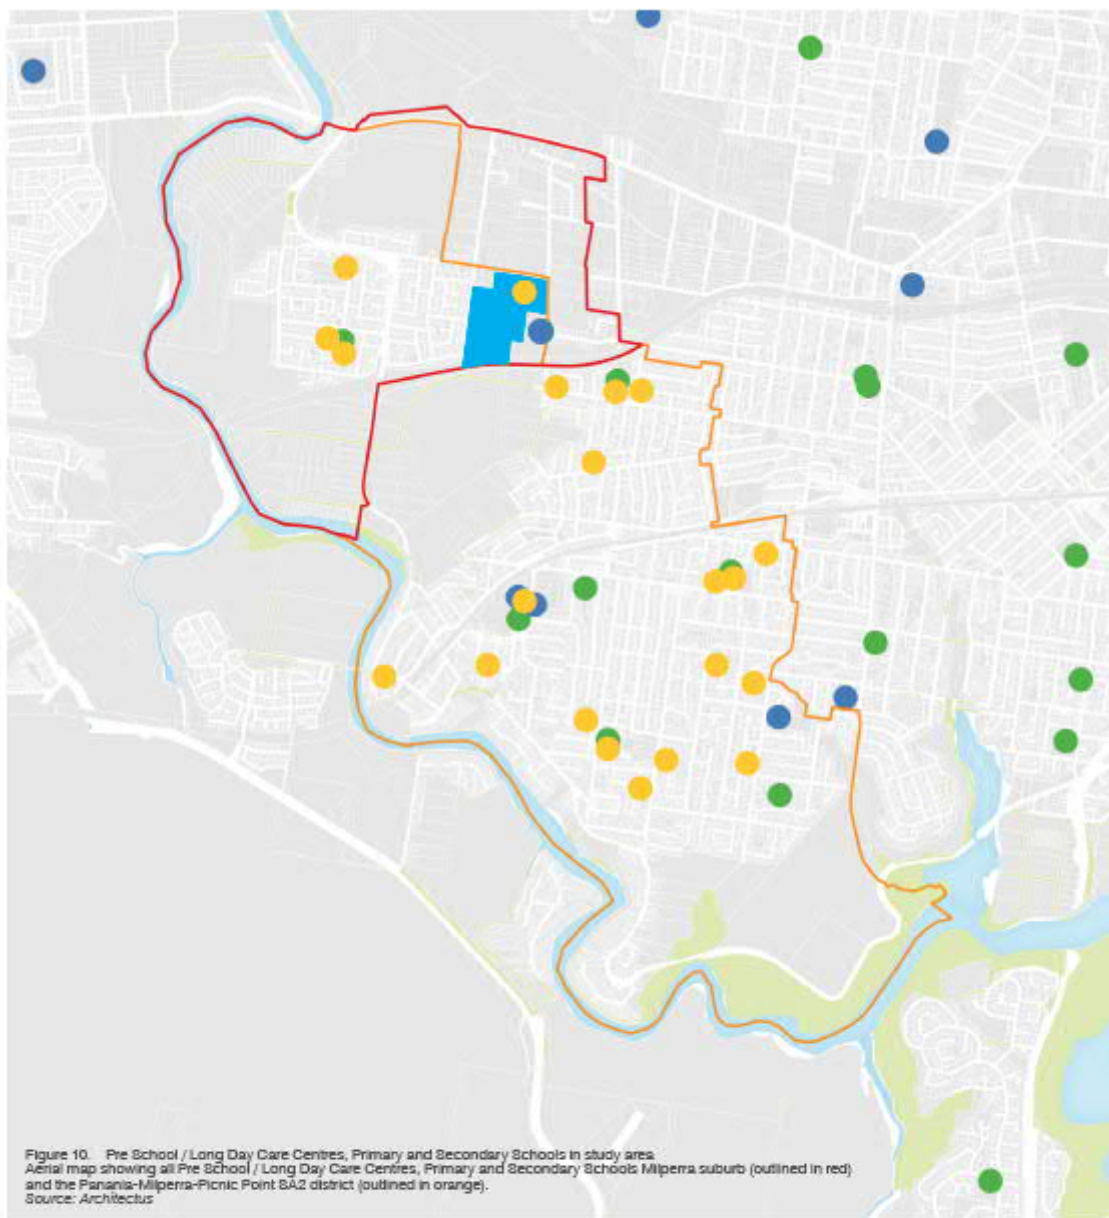 Figure 10. Pre School / Long Day Care Centres, Primary and Secondary Schools in study area
Aerial map showing all Pre School / Long Day Care Centres, Primary and Secondary Schools Milperra suburb (outlined in red)
and the Panania-Milperra-Picnic Point SA2 district (outlined in orange).
Source: Architectus